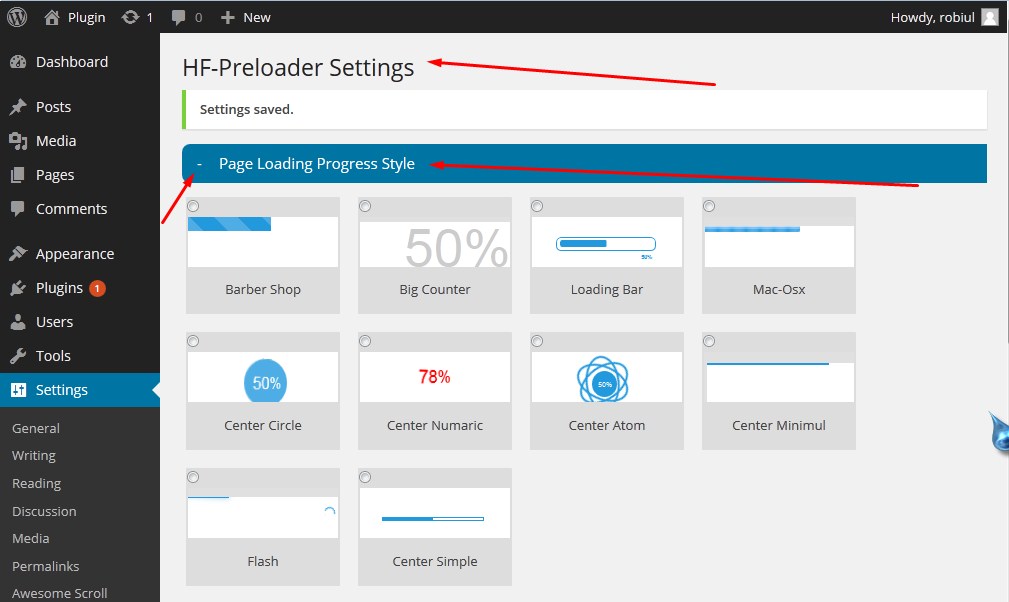 Plugin 1 0 New Howdy, robiul
Dashboard
Posts
Media
Pages
Comments
Appearance
Plugins 1
Users
Tools
Settings
General
Writing
Reading
Discussion
Media
Permalinks
Awesome Scroll
HF-Preloader Settings
Settings saved.
- Page Loading Progress Style
50%
50%
Barber Shop Big Counter Loading Bar Mac-Osx
50% 78% 50%
Center Circle Center Numaric Center Atom Center Minimul
Flash Center Simple